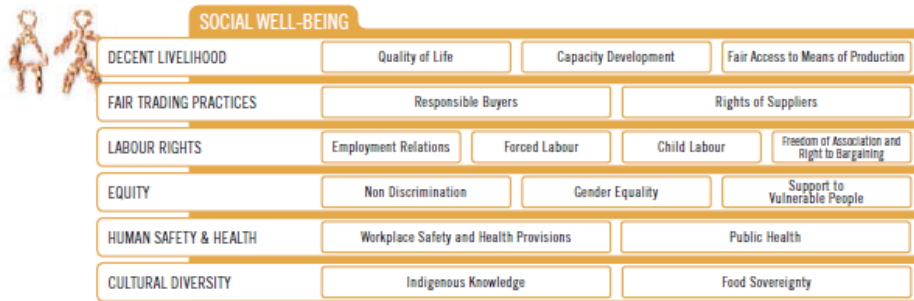 SOCIAL WELL-BEING
DECENT LIVELIHOOD
Quality of Life
Capacity Development
Fair Access to Means of Production
FAIR TRADING PRACTICES
Responsible Buyers
Rights of Suppliers
LABOUR RIGHTS
Employment Relations
Forced Labour
Child Labour
Freedom of Association and
Right to Bargaining
EQUITY
Non Discrimination
Gender Equality
Support to
Vulnerable People
HUMAN SAFETY & HEALTH
Workplace Safety and Health Provisions
Public Health
CULTURAL DIVERSITY
Indigenous Knowledge
Food Sovereignty